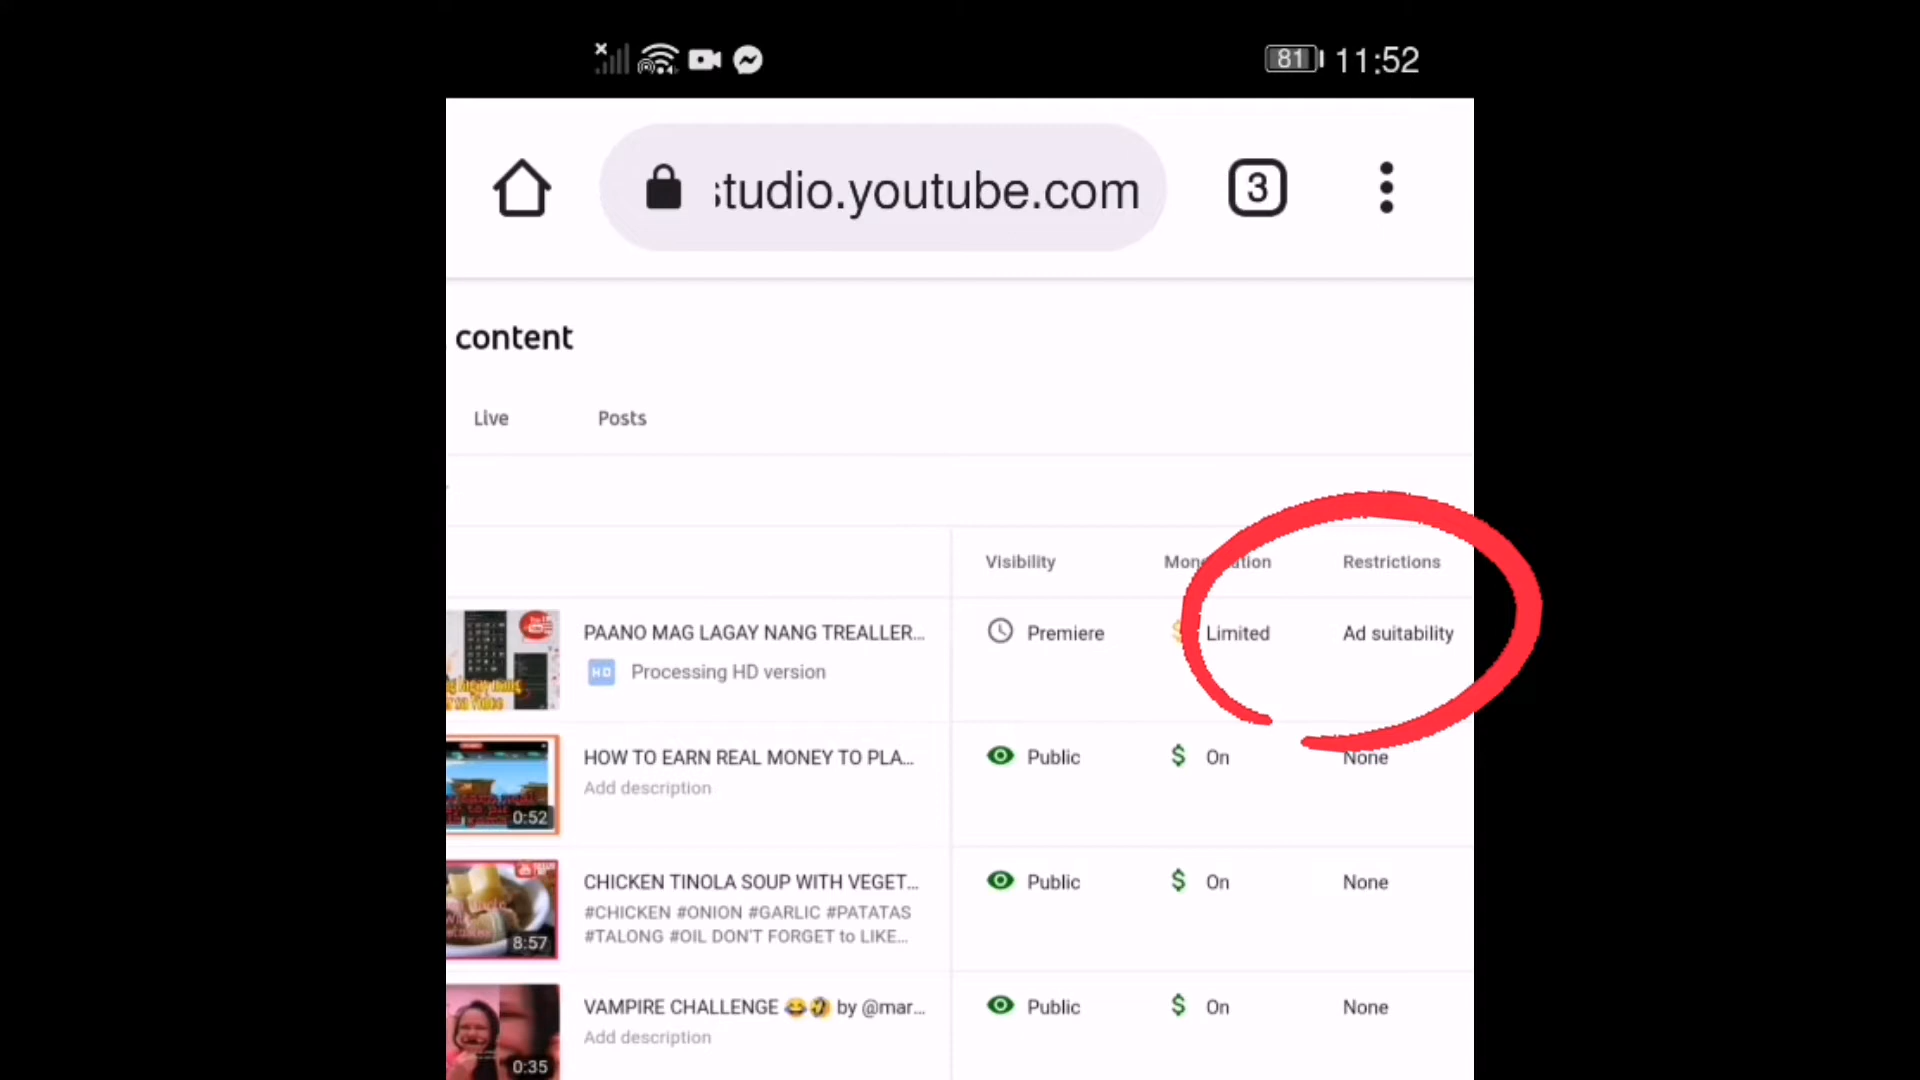 81 11:52
studio.youtube.com
3
content
Live Posts
Visibility Restrictions
PAANO MAG LAGAY NANG TREALLER... Premiere Limited Ad suitability
HD Processing HD version
HOW TO EARN REAL MONEY TO PLA... Public $ On None
Add description
0:52
CHICKEN TINOLA SOUP WITH VEGET... Public $ On None
#CHICKEN #ONION #GARLIC #PATATAS
#TALONG #OIL DON'T FORGET to LIKE...
8:57
VAMPIRE CHALLENGE 😂🤣 by @mar... Public $ On None
Add description
0:35